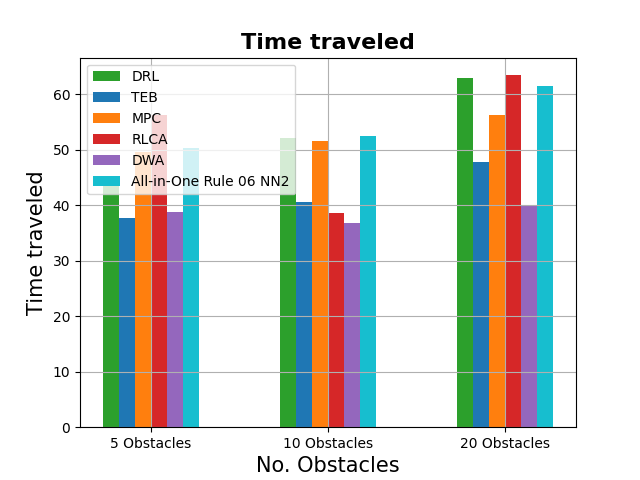 Time traveled
Time traveled
60
50
40
30
20
10
0
DRL
TEB
MPC
RLCA
DWA
All-in-One Rule 06 NN2
5 Obstacles
10 Obstacles
20 Obstacles
No. Obstacles